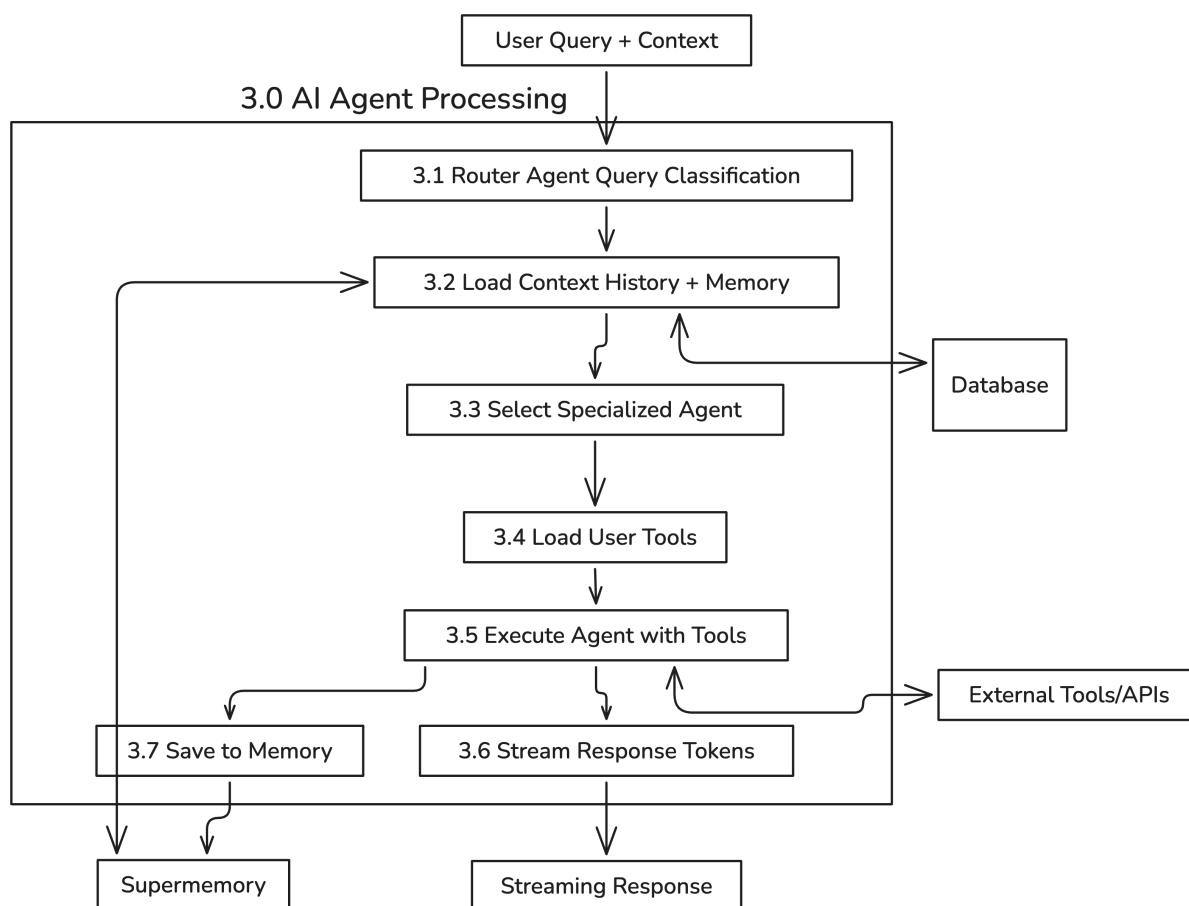 User Query + Context
3.0 AI Agent Processing
3.1 Router Agent Query Classification
3.2 Load Context History + Memory
Database
3.3 Select Specialized Agent
3.4 Load User Tools
3.5 Execute Agent with Tools
External Tools/APIs
3.7 Save to Memory
3.6 Stream Response Tokens
Supermemory
Streaming Response